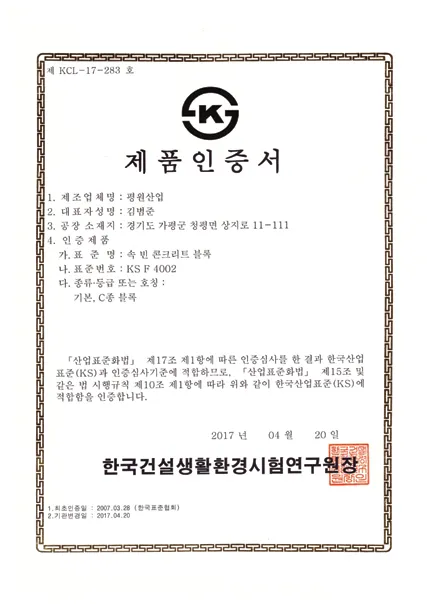 제 KCL-17-283 호
제품인증서
1. 제조업체명 : 평원산업
2. 대표자성명 : 김범준
3. 공장 소재지 : 경기도 가평군 청평면 상지로 11-111
4. 인증제품
가. 표 준 명 : 속 빈 콘크리트 블록
나. 표준번호 : KS F 4002
다. 종류·등급 또는 호칭 :
기본, C종 블록
「산업표준화법」 제17조 제1항에 따른 인증심사를 한 결과 한국산업
표준(KS)과 인증심사기준에 적합하므로, 「산업표준화법」 제15조 및
같은 법 시행규칙 제10조 제1항에 따라 위와 같이 한국산업표준(KS)에
적합함을 인증합니다.
2017 년 04 월 20 일
한국건설생활환경시험연구원장
1.최초인증일 : 2007.03.28 (한국표준협회)
2.기관변경일 : 2017.04.20